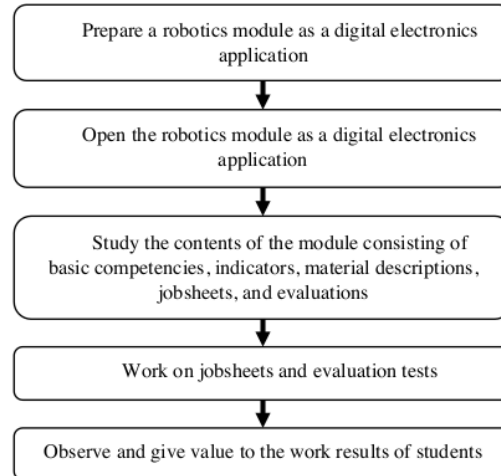 Prepare a robotics module as a digital electronics
application
Open the robotics module as a digital electronics
application
Study the contents of the module consisting of
basic competencies, indicators, material descriptions,
jobsheets, and evaluations
Work on jobsheets and evaluation tests
Observe and give value to the work results of students